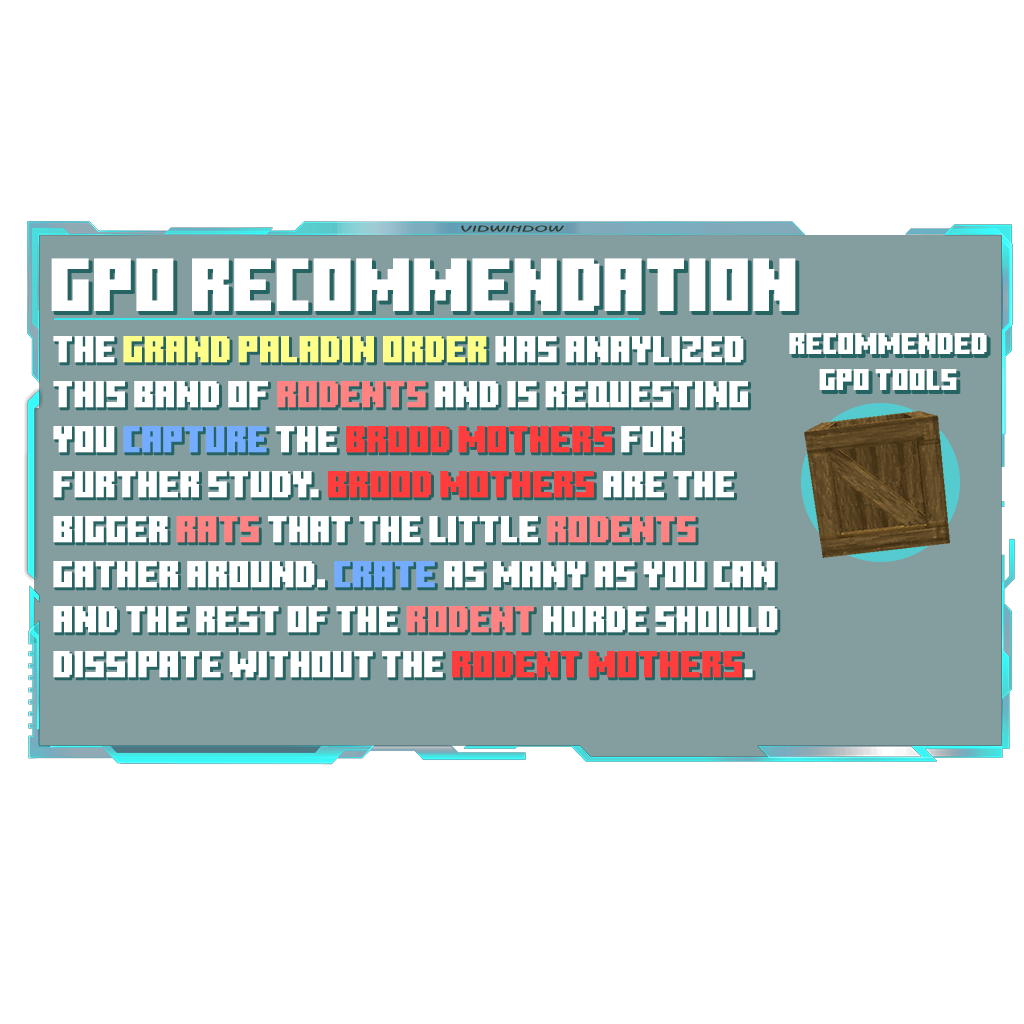 VIDWINDOW
GPO RECOMMENDATION
THE GRAND PALADIN ORDER HAS ANAYLIZED
THIS BAND OF RODENTS AND IS REQUESTING
YOU CAPTURE THE BROOD MOTHERS FOR
FURTHER STUDY. BROOD MOTHERS ARE THE
BIGGER RATS THAT THE LITTLE RODENTS
GATHER AROUND. CRATE AS MANY AS YOU CAN
AND THE REST OF THE RODENT HORDE SHOULD
DISSIPATE WITHOUT THE RODENT MOTHERS.
RECOMMENDED
GPO TOOLS